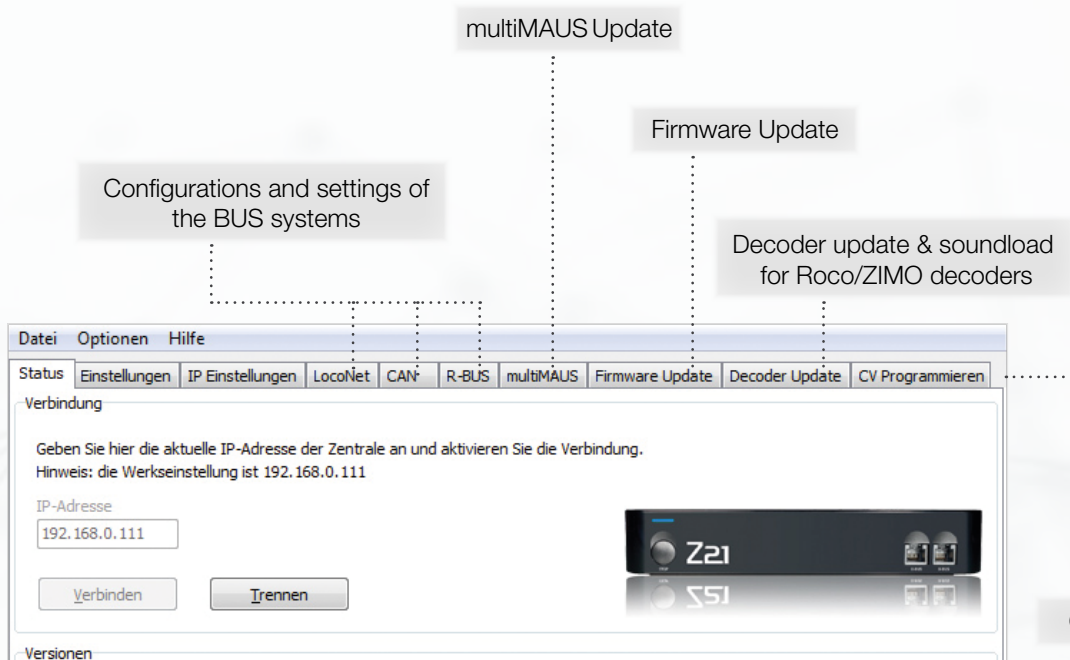 multiMAUS Update
Firmware Update
Configurations and settings of
the BUS systems
Decoder update & soundload
for Roco/ZIMO decoders
Datei Optionen Hilfe
Status Einstellungen IP Einstellungen LocoNet CAN R-BUS multiMAUS Firmware Update Decoder Update CV Programmieren
Verbindung
Geben Sie hier die aktuelle IP-Adresse der Zentrale an und aktivieren Sie die Verbindung.
Hinweis: die Werkseinstellung ist 192.168.0.111
IP-Adresse
192.168.0.111
Z21
Verbinden Trennen
Versionen